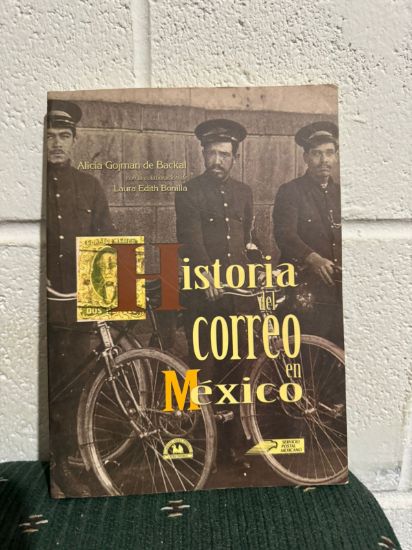 Alicia Gojman de Backal
con la colaboración de
Laura Edith Bonilla
DOS
Historia
del
correo
en
México
SERVICIO
POSTAL
MEXICANO